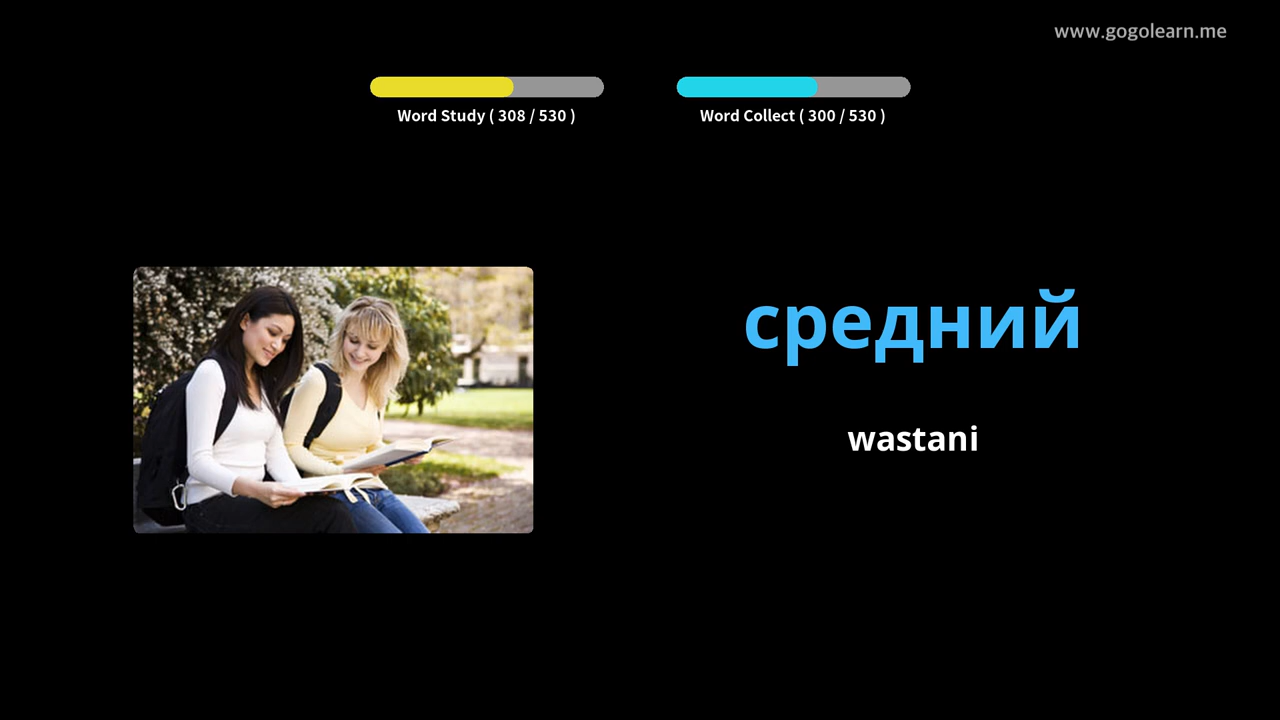 www.gogolearn.me
Word Study ( 308 / 530 )
Word Collect ( 300 / 530 )
средний
wastani